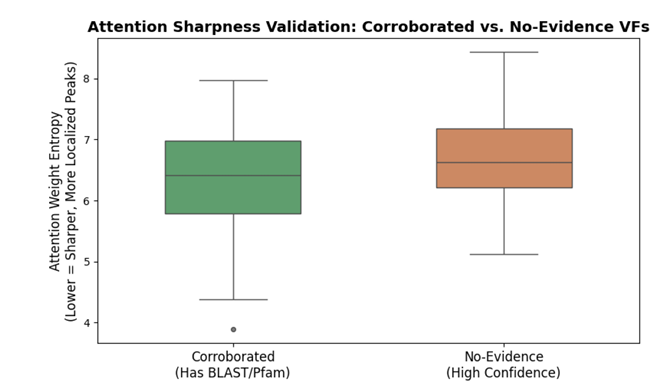 Attention Sharpness Validation: Corroborated vs. No-Evidence VFs
Attention Weight Entropy
(Lower = Sharper, More Localized Peaks)
8
7
6
5
4
Corroborated
(Has BLAST/Pfam)
No-Evidence
(High Confidence)